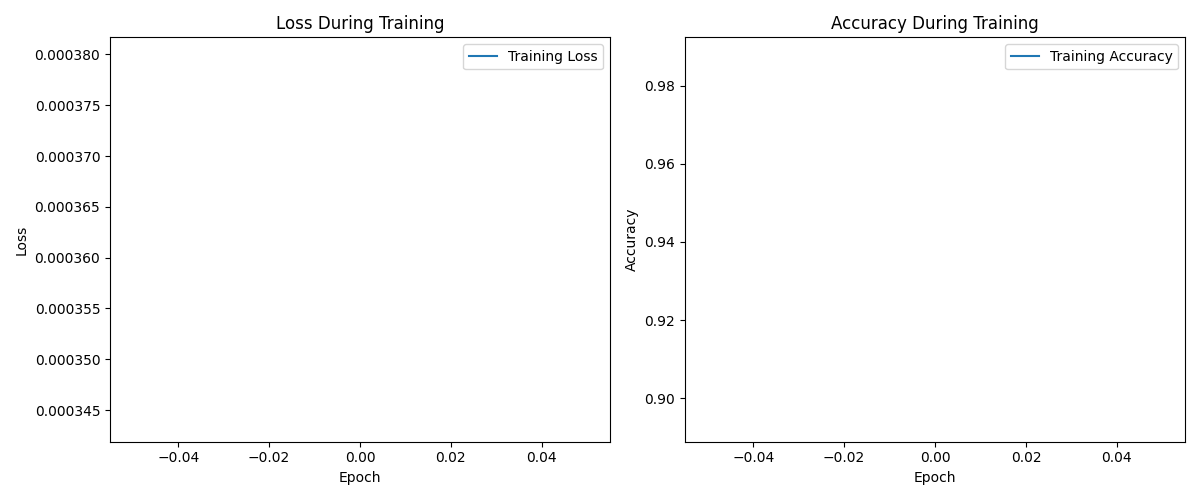 Loss During Training
Training Loss
0.000380
0.000375
0.000370
0.000365
0.000360
0.000355
0.000350
0.000345
Loss
−0.04 −0.02 0.00 0.02 0.04
Epoch
Accuracy During Training
Training Accuracy
0.98
0.96
0.94
0.92
0.90
Accuracy
−0.04 −0.02 0.00 0.02 0.04
Epoch